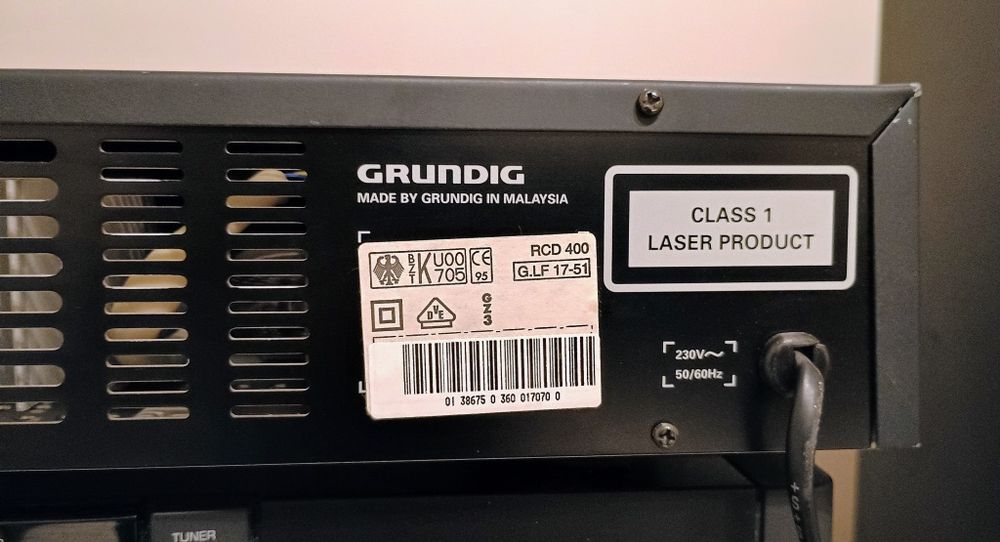 GRUNDIG
MADE BY GRUNDIG IN MALAYSIA
CLASS 1
LASER PRODUCT
RCD 400
BZT K U00 705
CE 95
G.LF 17-51
DVE
GZ3
01 38675 0 360 017070 0
230V～
50/60Hz
TUNER